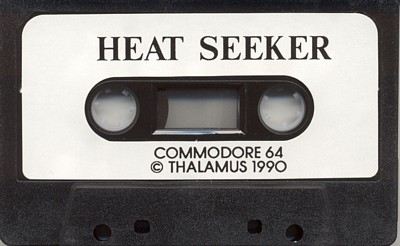 HEAT SEEKER
COMMODORE 64
© THALAMUS 1990